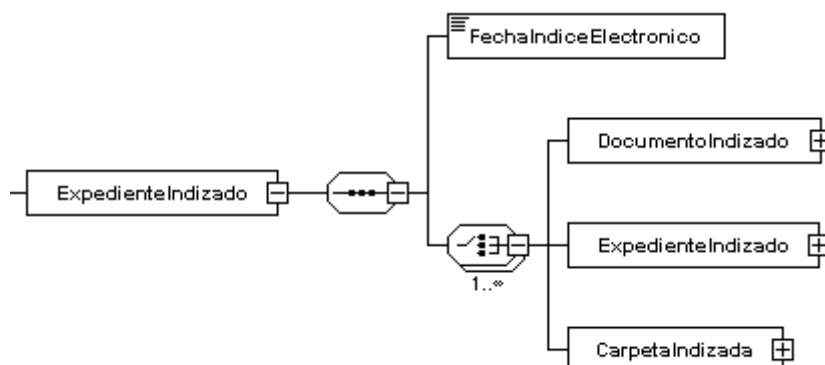 FechaIndiceElectronico
DocumentoIndizado
ExpedienteIndizado
ExpedienteIndizado
1..∞
CarpetaIndizada